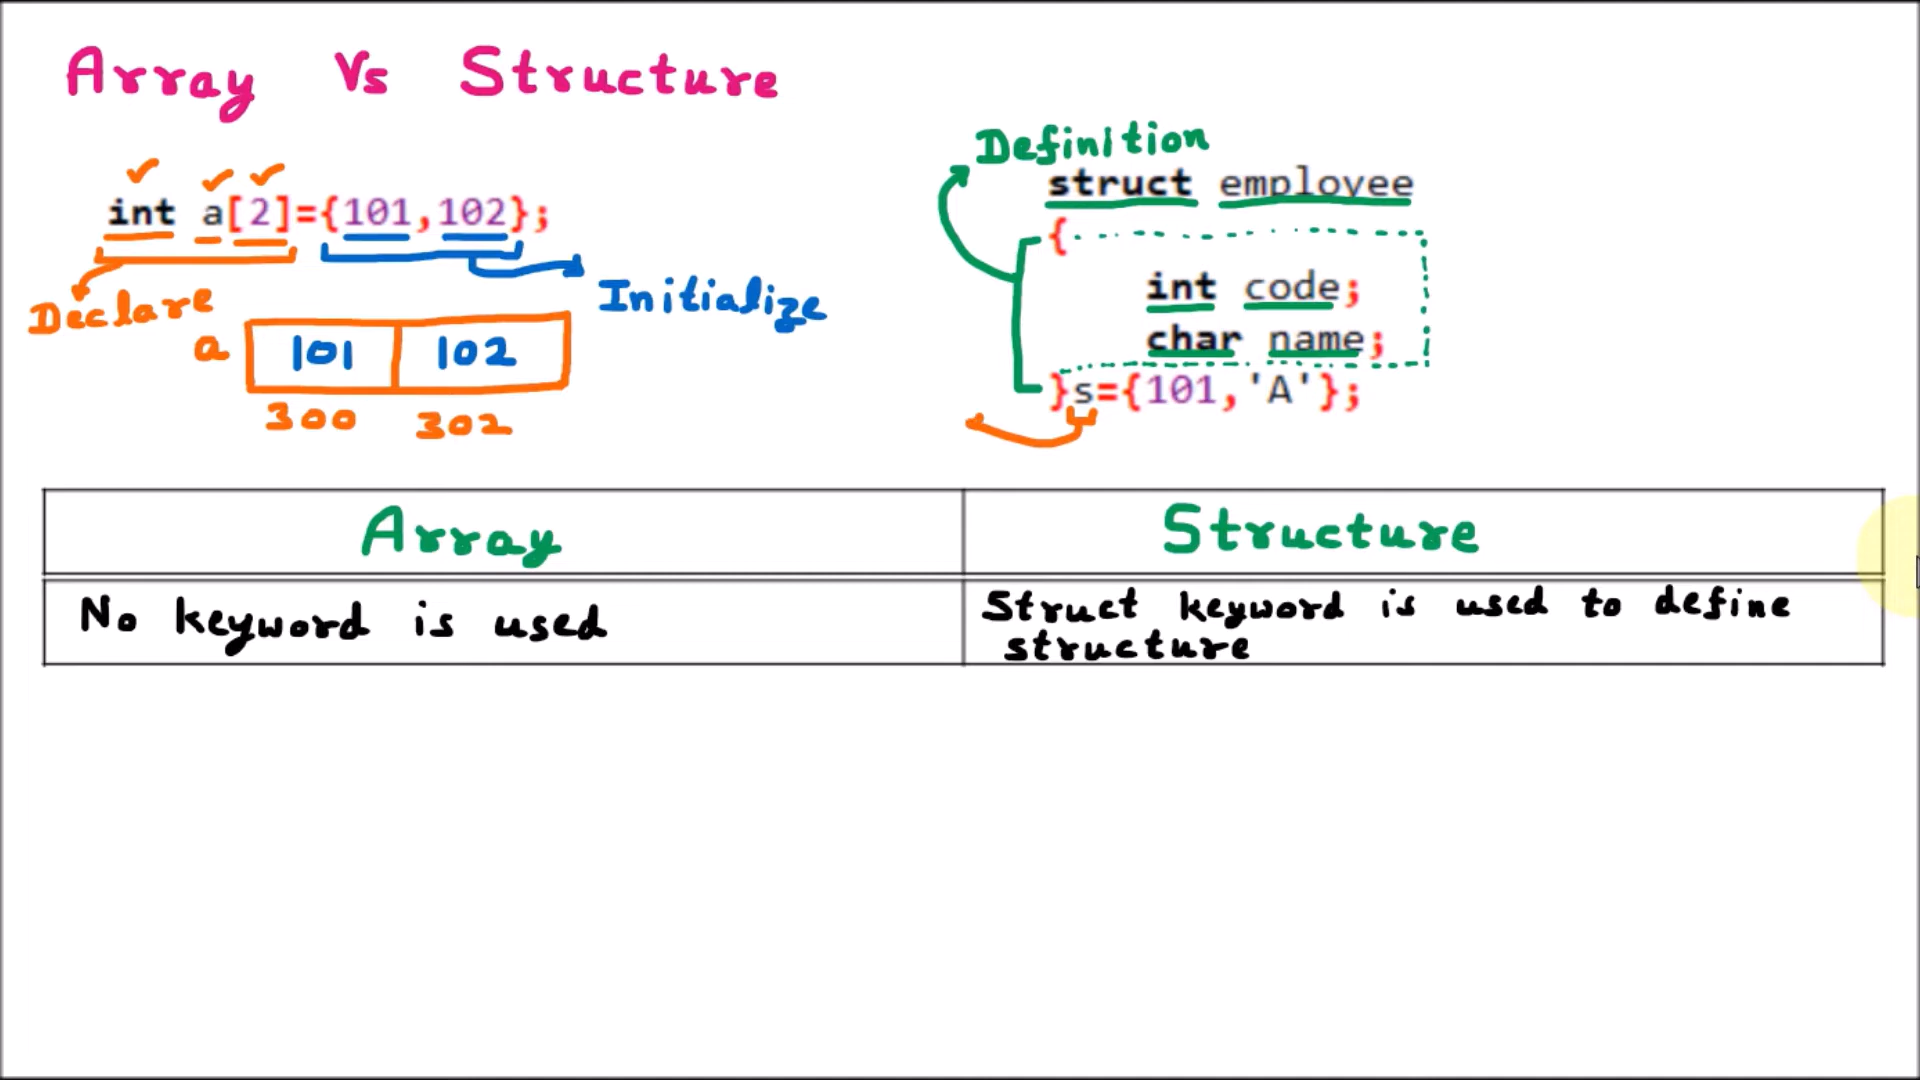 Array Vs Structure
int a[2]={101,102};
Declare
Initialize
a 101 102
300 302
Definition
struct employee
{
int code;
char name;
}s={101,'A'};
Array Structure
No keyword is used
Struct keyword is used to define
structure